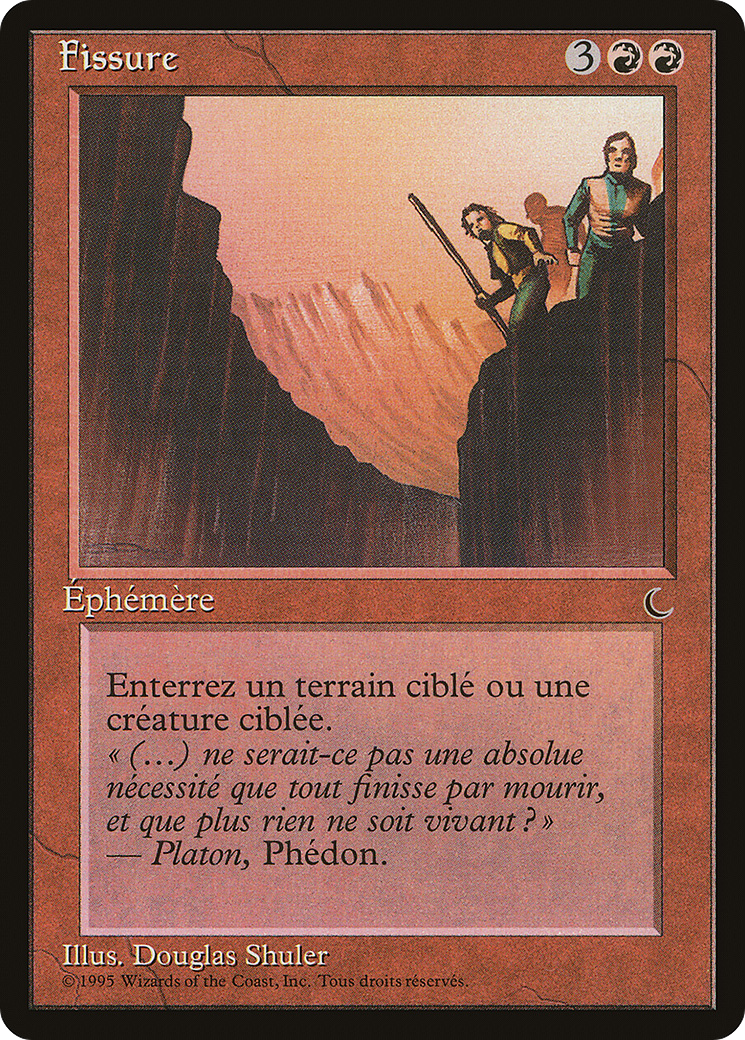 Fissure 3
Éphémère
Enterrez un terrain ciblé ou une
créature ciblée.
« (…) ne serait-ce pas une absolue
nécessité que tout finisse par mourir,
et que plus rien ne soit vivant ? »
— Platon, Phédon.
Illus. Douglas Shuler
© 1995 Wizards of the Coast, Inc. Tous droits réservés.